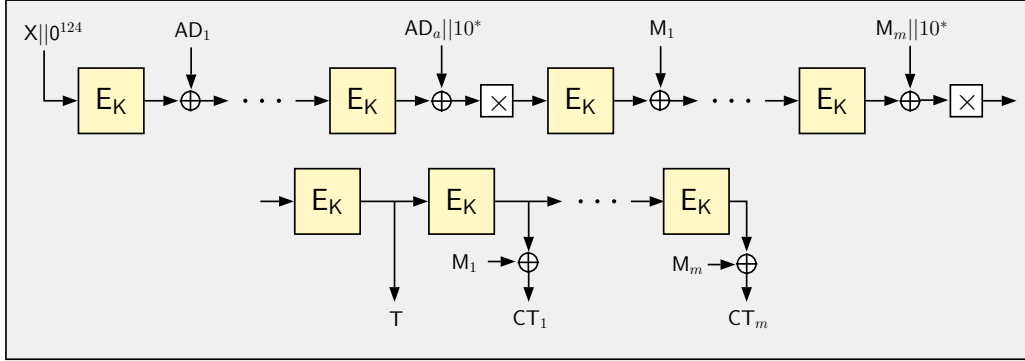 X||0^124 AD_1 AD_a||10* M_1 M_m||10*
E_K · · · E_K × E_K · · · E_K ×
E_K E_K · · · E_K
M_1 M_m
T CT_1 CT_m